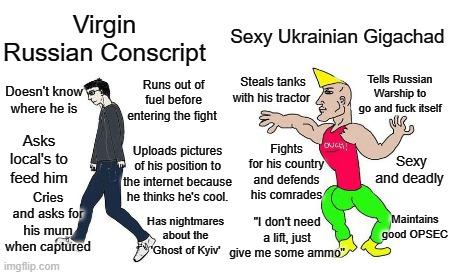 Virgin
Russian Conscript
Doesn't know
where he is
Runs out of
fuel before
entering the fight
Asks
local's to
feed him
Uploads pictures
of his position to
the internet because
he thinks he's cool.
Cries
and asks for
his mum
when captured
Has nightmares
about the
'Ghost of Kyiv'
Sexy Ukrainian Gigachad
Steals tanks
with his tractor
Tells Russian
Warship to
go and fuck itself
OUCH!
Fights
for his country
and defends
his comrades
Sexy
and deadly
"I don't need
a lift, just
give me some ammo"
Maintains
good OPSEC
imgflip.com